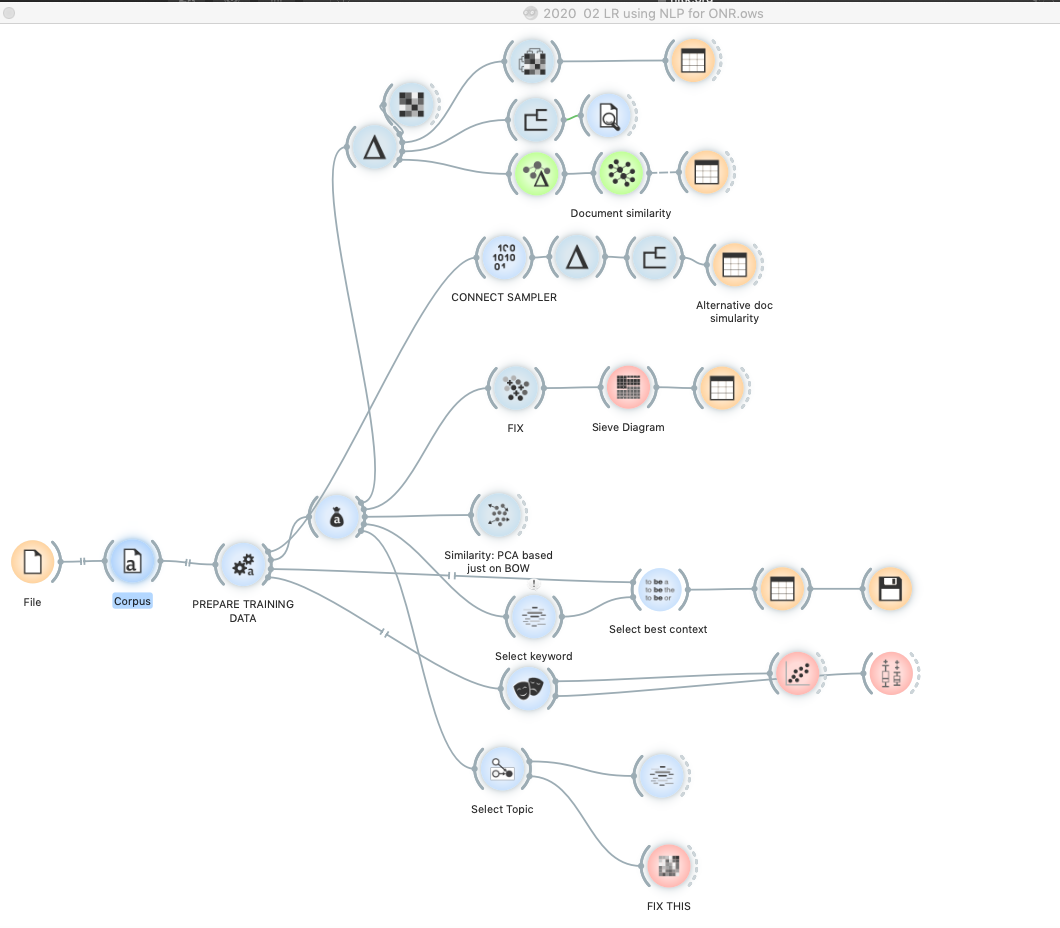 2020 02 LR using NLP for ONR.ows
Document similarity
100
1010
01
CONNECT SAMPLER
Alternative doc
simularity
FIX
Sieve Diagram
a
Similarity: PCA based
just on BOW
File
a
Corpus
a
PREPARE TRAINING
DATA
!
to be a
to be the
to be or
Select best context
Select keyword
Select Topic
FIX THIS